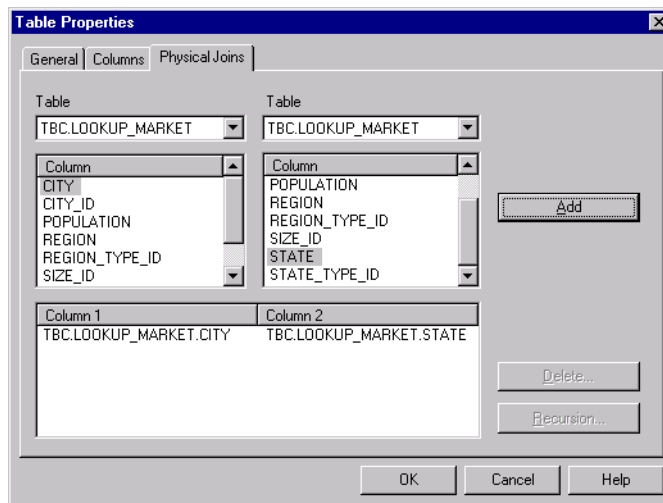 Table Properties
General Columns Physical Joins
Table Table
TBC.LOOKUP_MARKET TBC.LOOKUP_MARKET
Column Column
CITY POPULATION
CITY_ID REGION
POPULATION REGION_TYPE_ID
REGION SIZE_ID
REGION_TYPE_ID STATE
SIZE_ID STATE_TYPE_ID
Add
Column 1 Column 2
TBC.LOOKUP_MARKET.CITY TBC.LOOKUP_MARKET.STATE
Delete...
Recursion...
OK Cancel Help